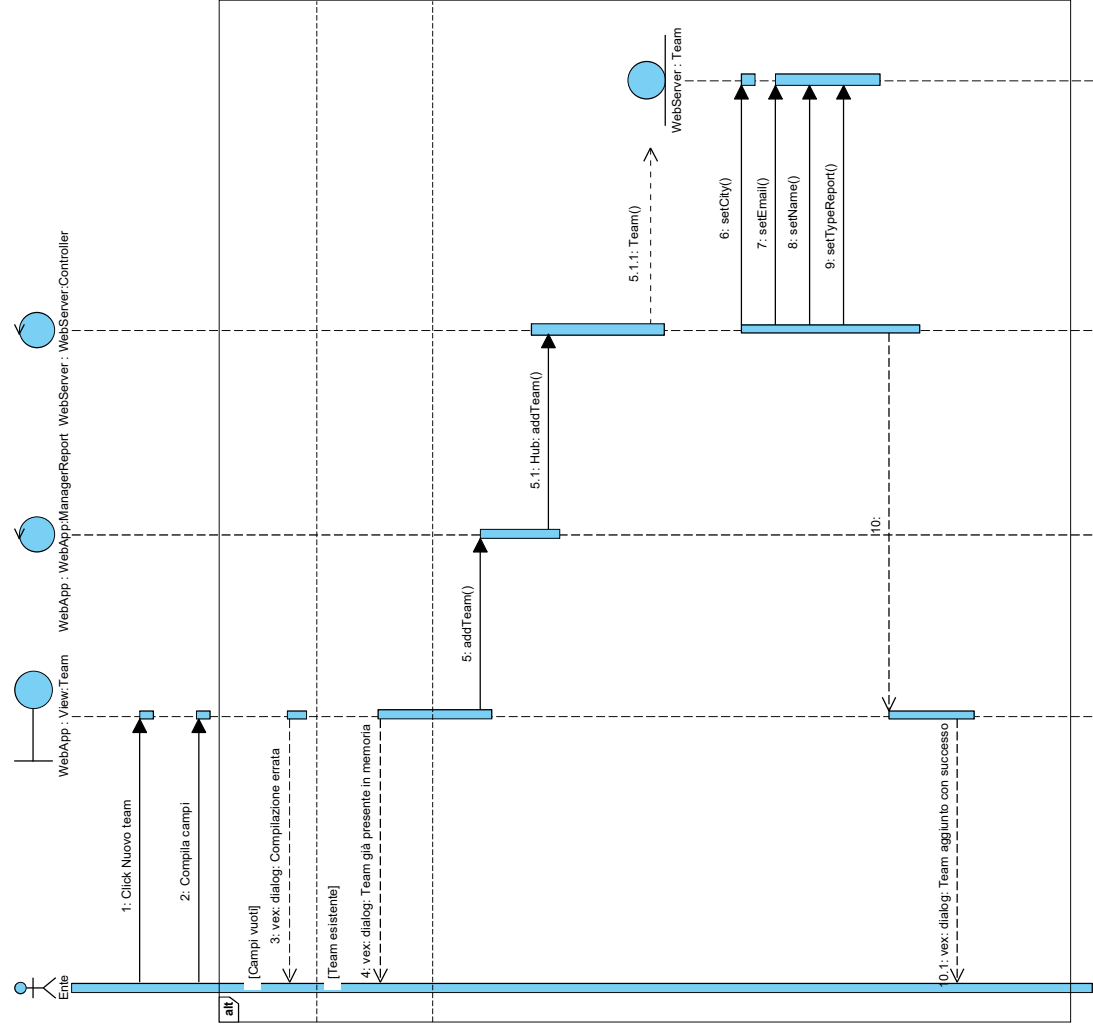 Ente
WebApp : View:Team
WebApp : WebApp:ManagerReport
WebServer : WebServer:Controller
1: Click Nuovo team
2: Compila campi
alt
[Campi vuoti]
3: vex: dialog: Compilazione errata
[Team esistente]
4: vex: dialog: Team già presente in memoria
5: addTeam()
5.1: Hub: addTeam()
5.1.1: Team()
WebServer : Team
6: setCity()
7: setEmail()
8: setName()
9: setTypeReport()
10:
10.1: vex: dialog: Team aggiunto con successo